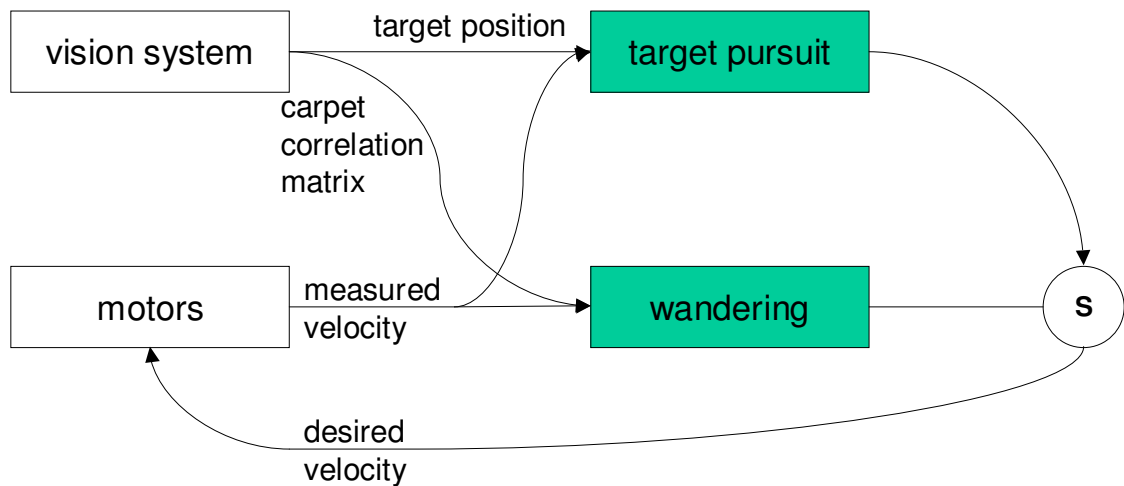 vision system
target position
target pursuit
carpet
correlation
matrix
motors
measured
velocity
wandering
S
desired
velocity